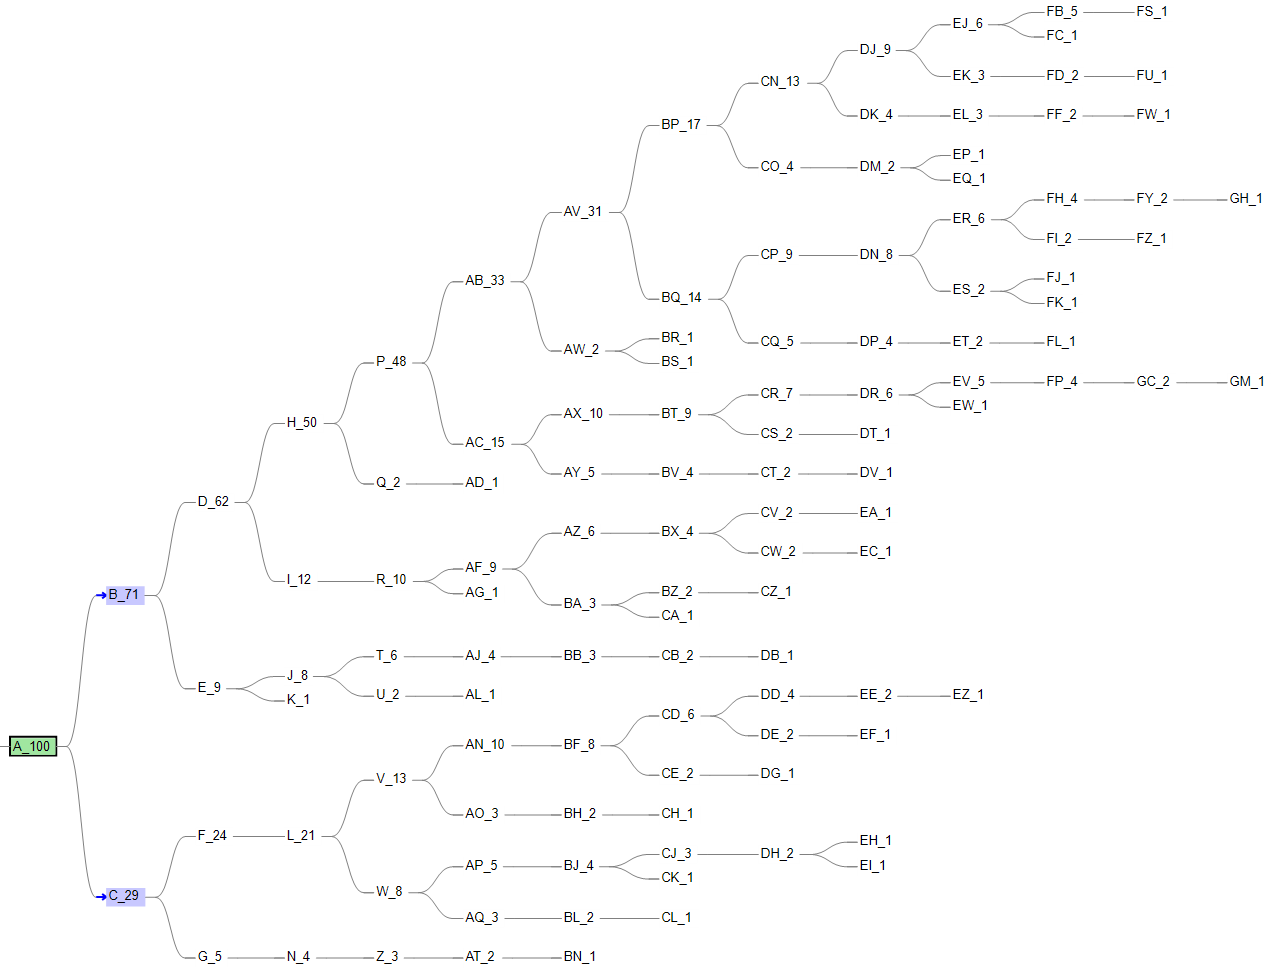 FB_5 FS_1
EJ_6
FC_1
DJ_9
EK_3 FD_2 FU_1
CN_13
DK_4 EL_3 FF_2 FW_1
BP_17
EP_1
CO_4 DM_2
EQ_1
FH_4 FY_2 GH_1
AV_31
ER_6
FI_2 FZ_1
CP_9 DN_8
FJ_1
AB_33
ES_2
BQ_14
FK_1
BR_1
CQ_5 DP_4 ET_2 FL_1
AW_2
P_48
BS_1
EV_5 FP_4 GC_2 GM_1
CR_7 DR_6
EW_1
AX_10 BT_9
H_50
CS_2 DT_1
AC_15
AY_5 BV_4 CT_2 DV_1
Q_2 AD_1
D_62
CV_2 EA_1
AZ_6 BX_4
CW_2 EC_1
AF_9
I_12 R_10
AG_1
BZ_2 CZ_1
B_71
BA_3
CA_1
T_6 AJ_4 BB_3 CB_2 DB_1
J_8
E_9
U_2 AL_1
DD_4 EE_2 EZ_1
K_1
CD_6
DE_2 EF_1
A_100
AN_10 BF_8
CE_2 DG_1
V_13
AO_3 BH_2 CH_1
F_24 L_21
EH_1
CJ_3 DH_2
AP_5 BJ_4
EI_1
CK_1
W_8
C_29
AQ_3 BL_2 CL_1
G_5 N_4 Z_3 AT_2 BN_1